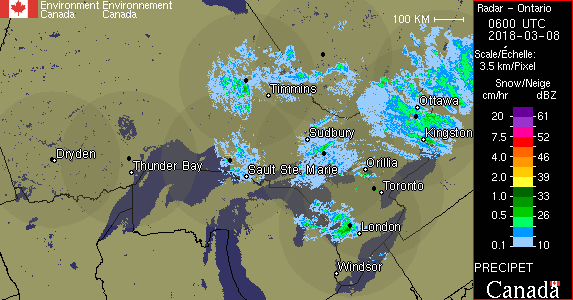 Environment Environnement
Canada Canada
100 KM
Radar - Ontario
0600 UTC
2018-03-08
Scale/Échelle:
3.5 km/Pixel
Snow/Neige
cm/hr dBZ
20 61
7.5 52
4.0 46
2.0 39
1.0 33
0.5 26
0.1 10
PRECIPET
Canada
Timmins
Ottawa
Sudbury
Kingston
Dryden
Thunder Bay
Sault Ste. Marie
Orillia
Toronto
London
Windsor